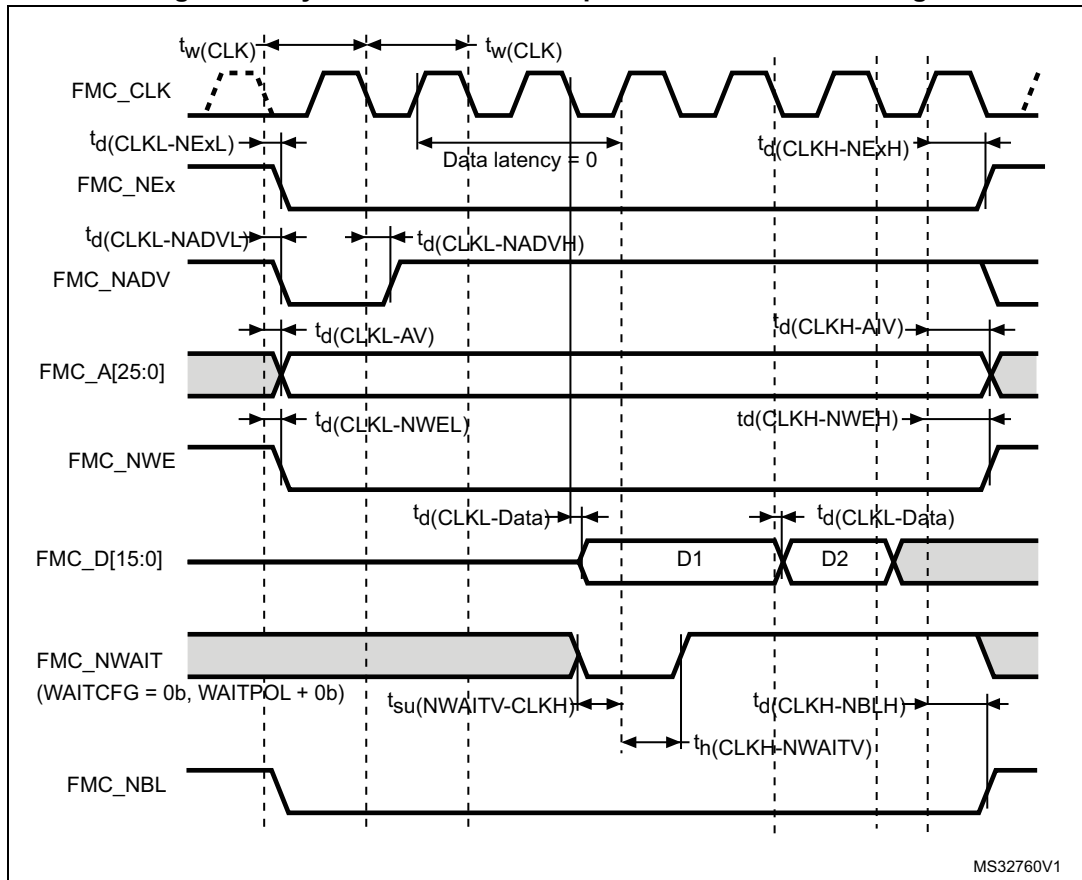 tw(CLK) tw(CLK)
FMC_CLK
td(CLKL-NExL) Data latency = 0 td(CLKH-NExH)
FMC_NEx
td(CLKL-NADVL) td(CLKL-NADVH)
FMC_NADV
td(CLKL-AV) td(CLKH-AIV)
FMC_A[25:0]
td(CLKL-NWEL) td(CLKH-NWEH)
FMC_NWE
td(CLKL-Data) td(CLKL-Data)
FMC_D[15:0] D1 D2
FMC_NWAIT
(WAITCFG = 0b, WAITPOL + 0b)
tsu(NWAITV-CLKH) td(CLKH-NBLH)
th(CLKH-NWAITV)
FMC_NBL
MS32760V1